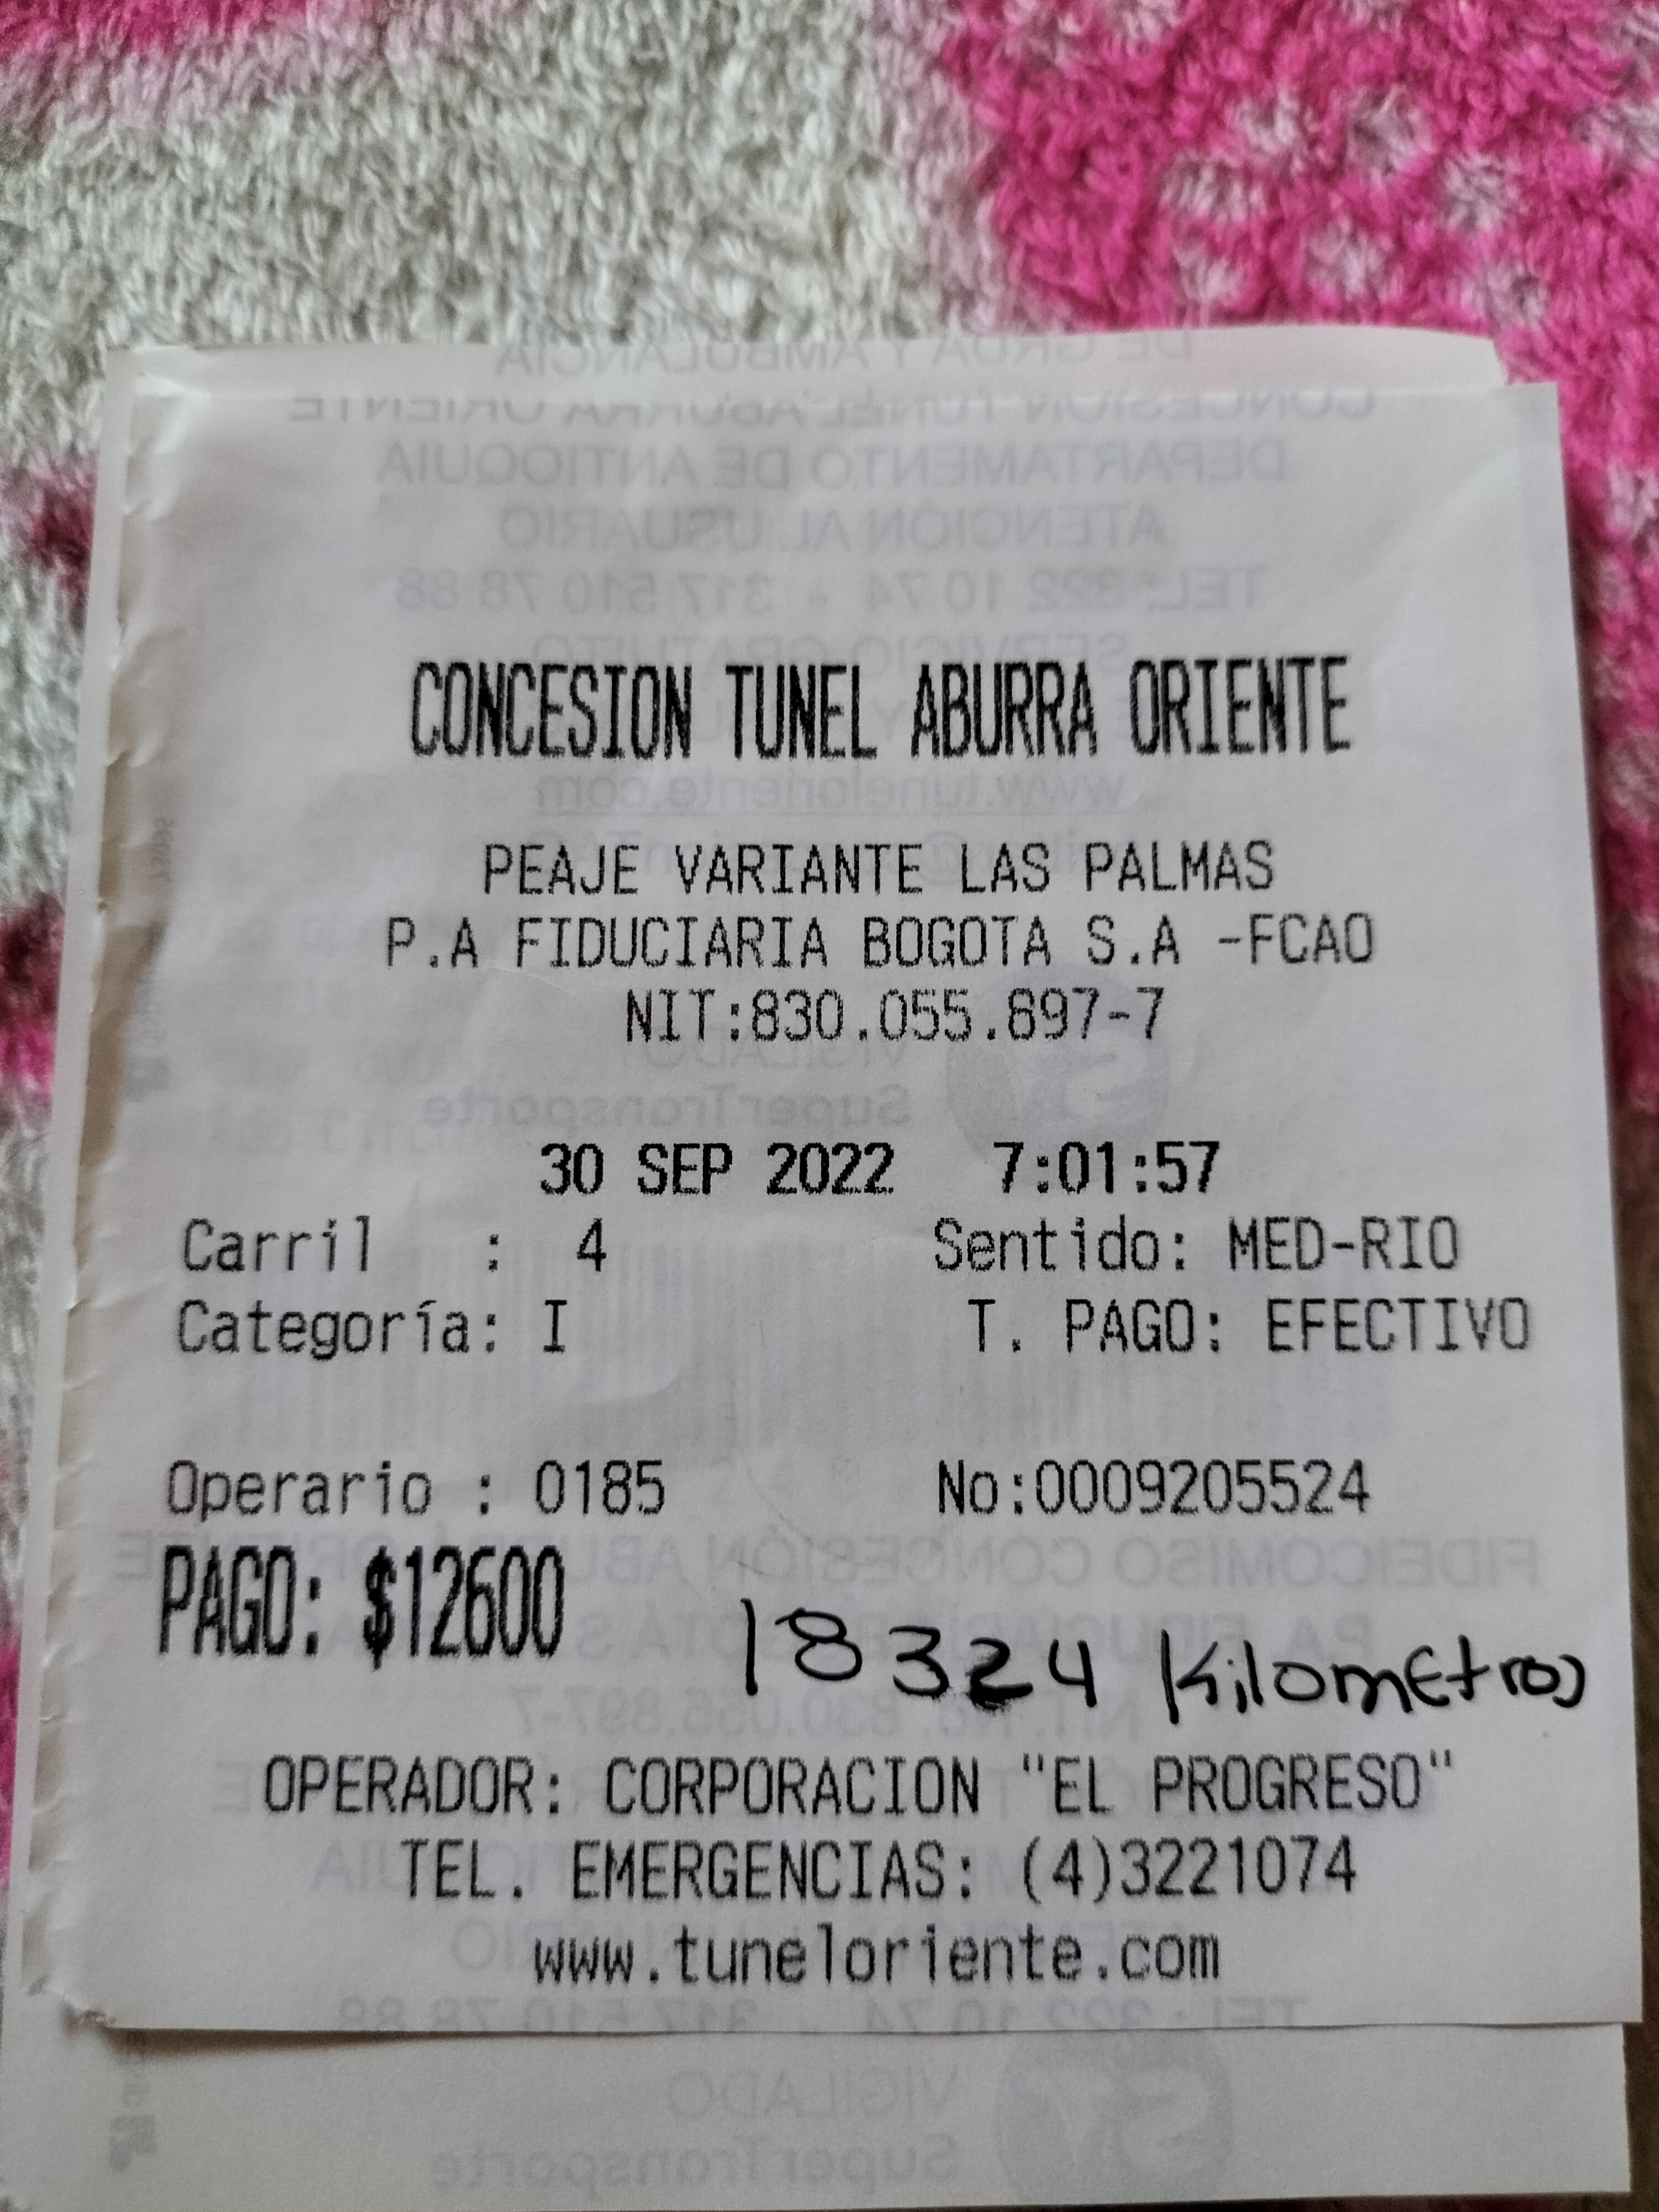 CONCESION TUNEL ABURRA ORIENTE
PEAJE VARIANTE LAS PALMAS
P.A FIDUCIARIA BOGOTA S.A -FCAO
NIT:830.055.897-7
30 SEP 2022 7:01:57
Carril : 4 Sentido: MED-RIO
Categoría: I T. PAGO: EFECTIVO
Operario : 0185 No:0009205524
PAGO: $12600
18324 Kilometros
OPERADOR: CORPORACION "EL PROGRESO"
TEL. EMERGENCIAS: (4)3221074
www.tuneloriente.com
VIGILADO
SuperTransporte